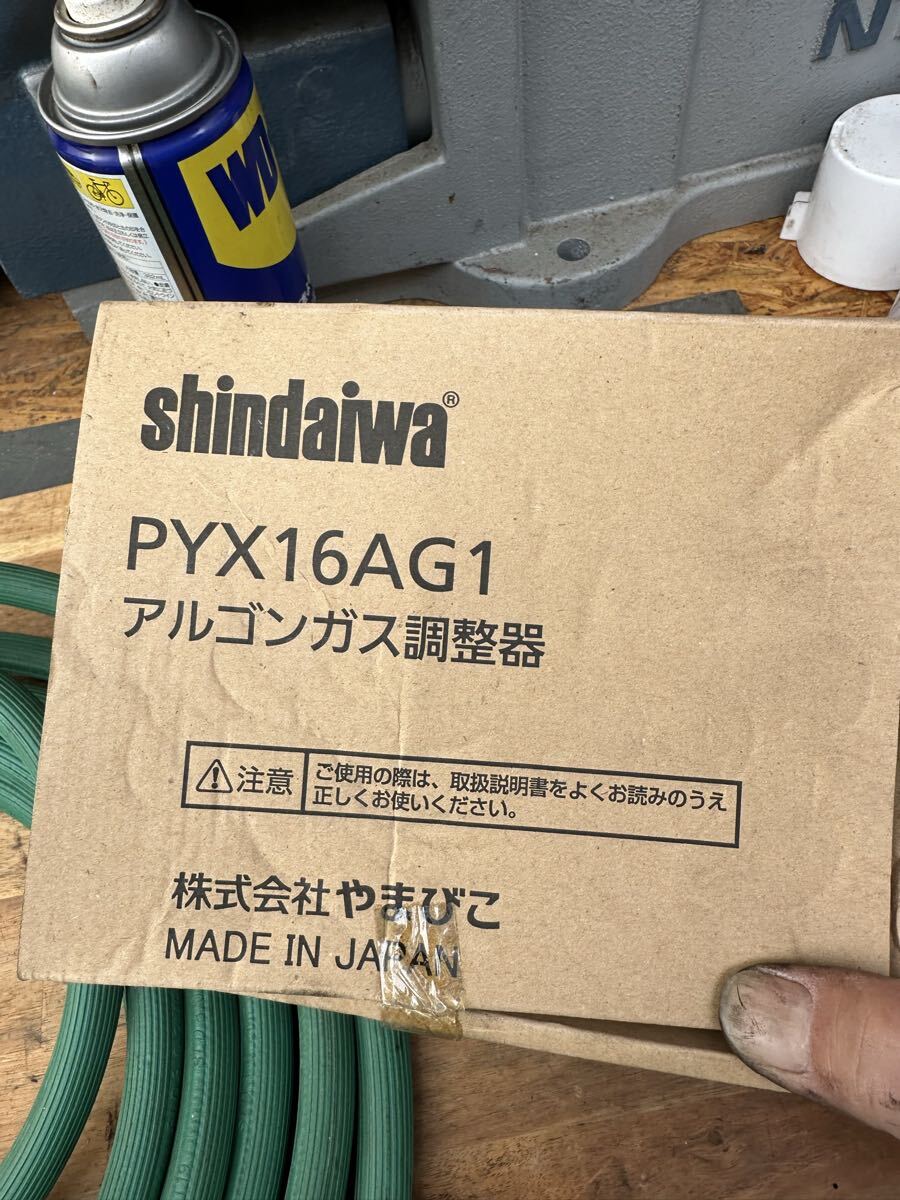 WD
shindaiwa®
PYX16AG1
アルゴンガス調整器
注意
ご使用の際は、取扱説明書をよくお読みのうえ
正しくお使いください。
株式会社やまびこ
MADE IN JAPAN